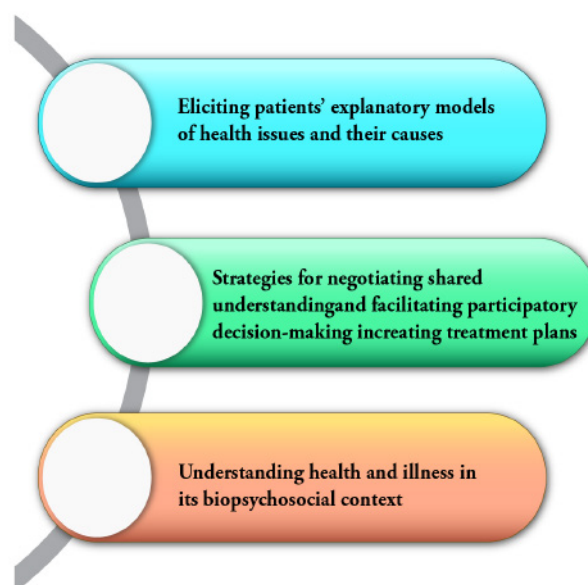 Eliciting patients’ explanatory models
of health issues and their causes
Strategies for negotiating shared
understandingand facilitating participatory
decision-making increating treatment plans
Understanding health and illness in
its biopsychosocial context